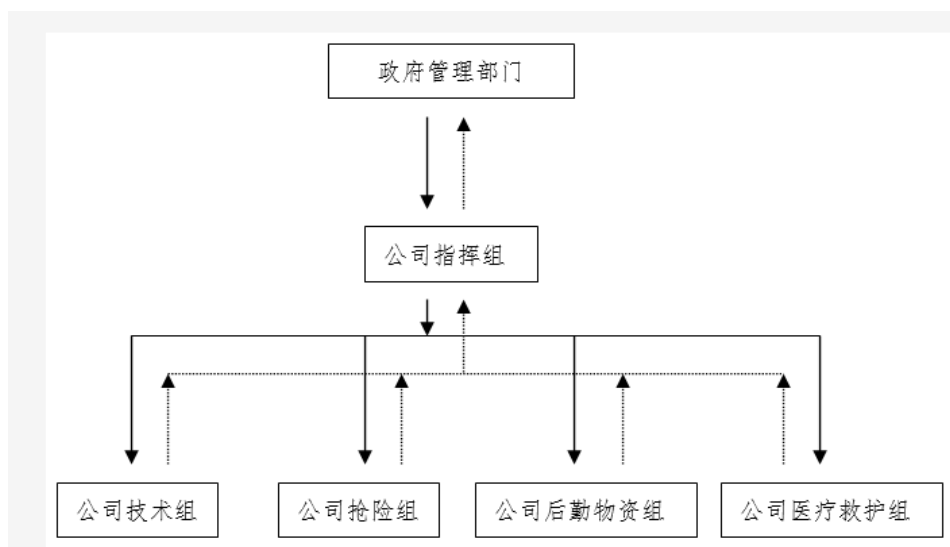 政府管理部门
公司指挥组
公司技术组
公司抢险组
公司后勤物资组
公司医疗救护组